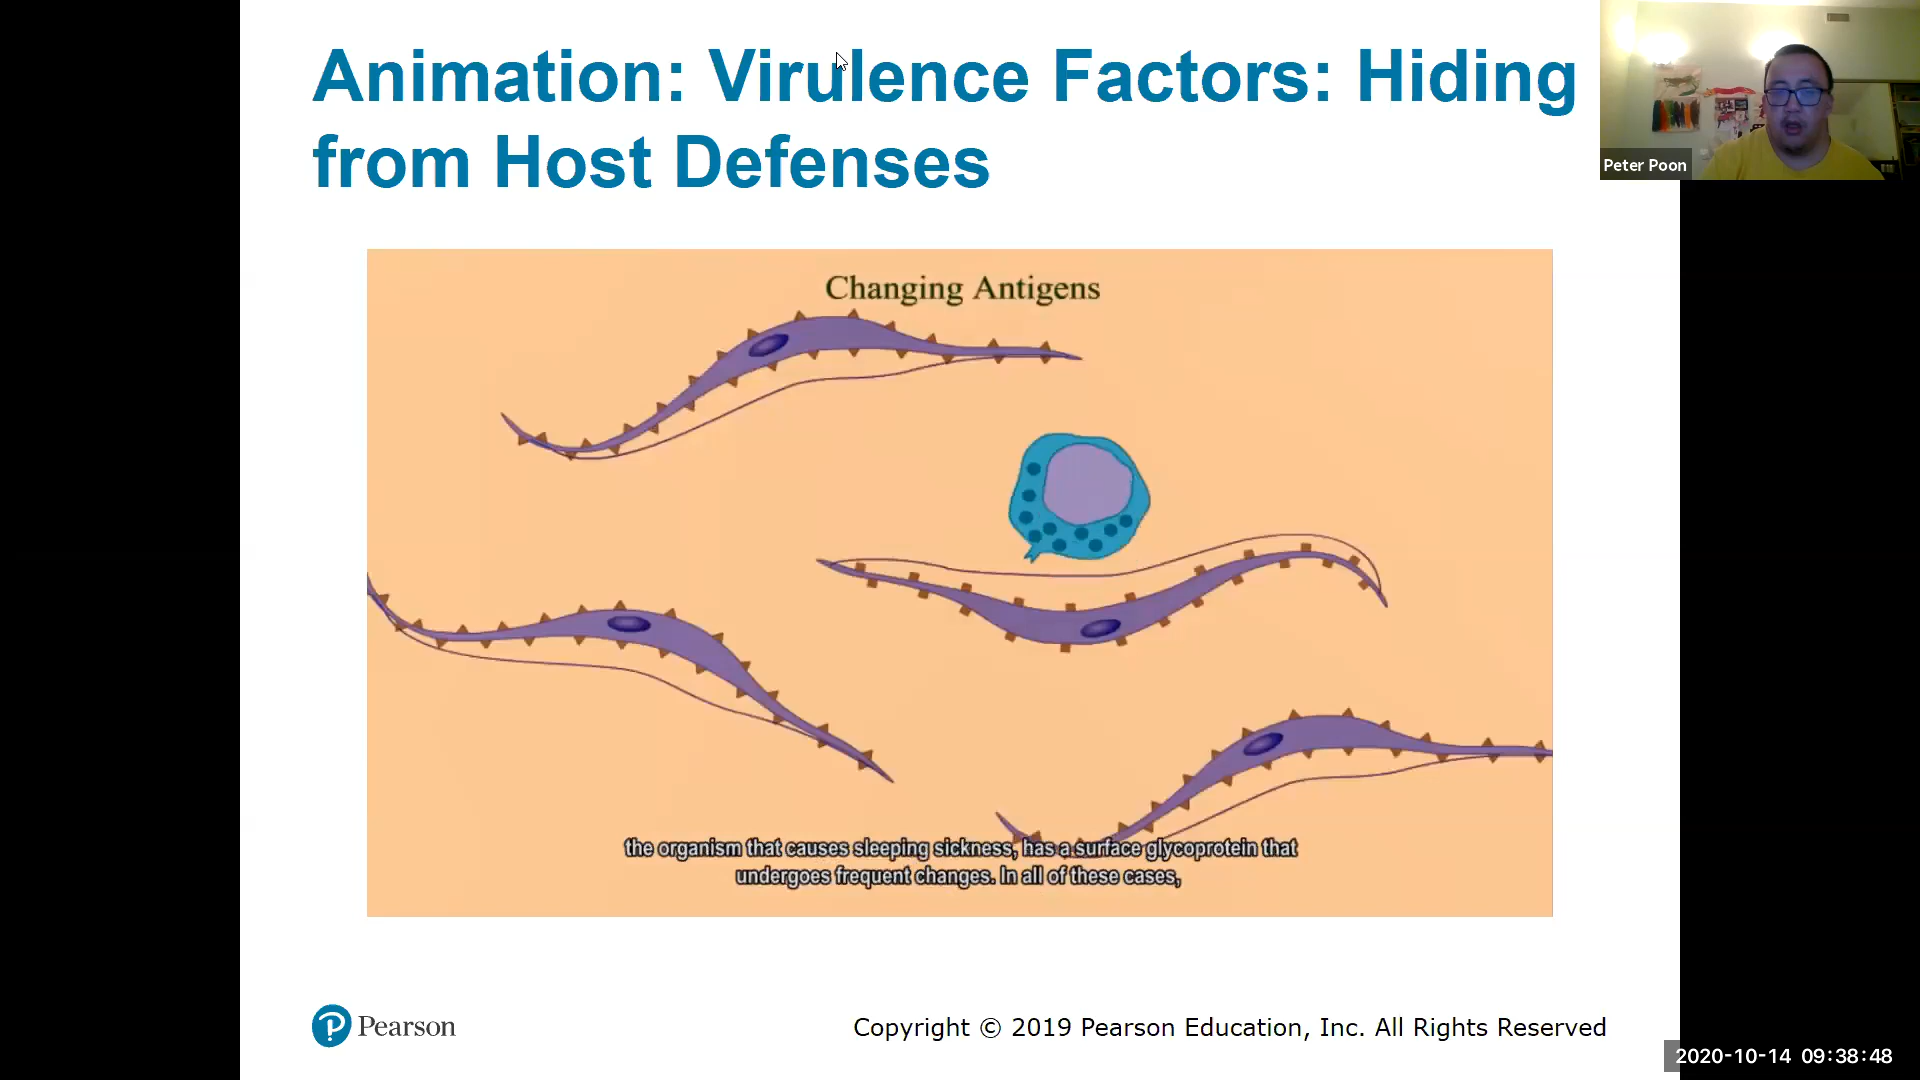 Animation: Virulence Factors: Hiding
from Host Defenses
Peter Poon
Changing Antigens
the organism that causes sleeping sickness, has a surface glycoprotein that
undergoes frequent changes. In all of these cases,
Pearson
Copyright © 2019 Pearson Education, Inc. All Rights Reserved
2020-10-14 09:38:48